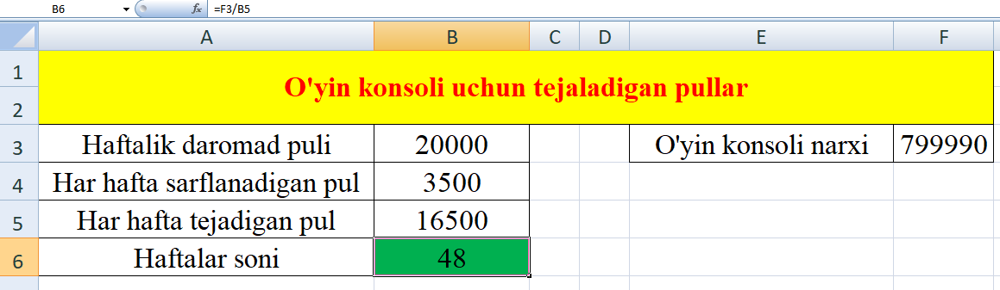 B6 fx =F3/B5
A B C D E F
1
O'yin konsoli uchun tejaladigan pullar
2
3 Haftalik daromad puli 20000 O'yin konsoli narxi 799990
4 Har hafta sarflanadigan pul 3500
5 Har hafta tejadigan pul 16500
6 Haftalar soni 48